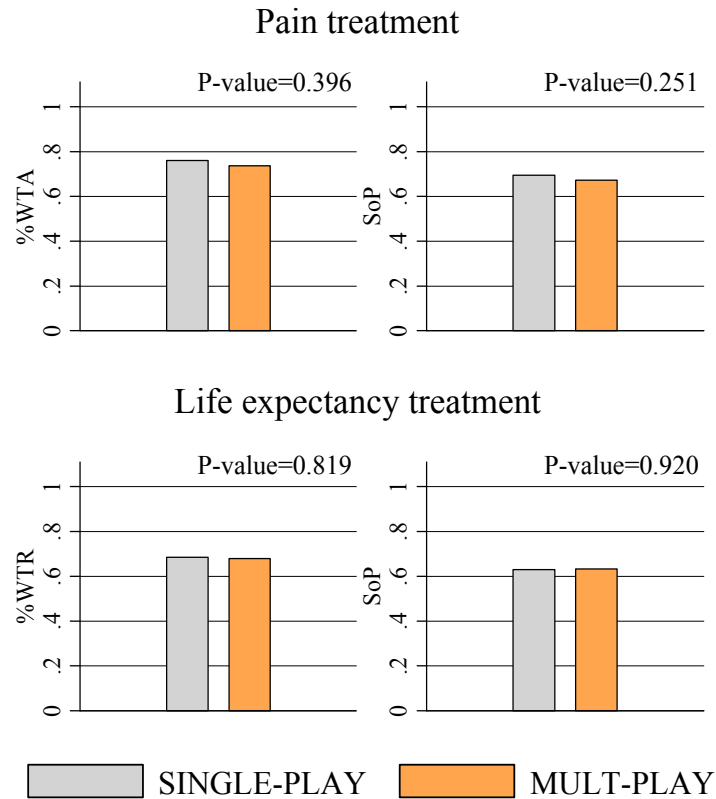 Pain treatment
P-value=0.396
%WTA
1
.8
.6
.4
.2
0
P-value=0.251
SoP
1
.8
.6
.4
.2
0
Life expectancy treatment
P-value=0.819
%WTR
1
.8
.6
.4
.2
0
P-value=0.920
SoP
1
.8
.6
.4
.2
0
SINGLE-PLAY
MULT-PLAY